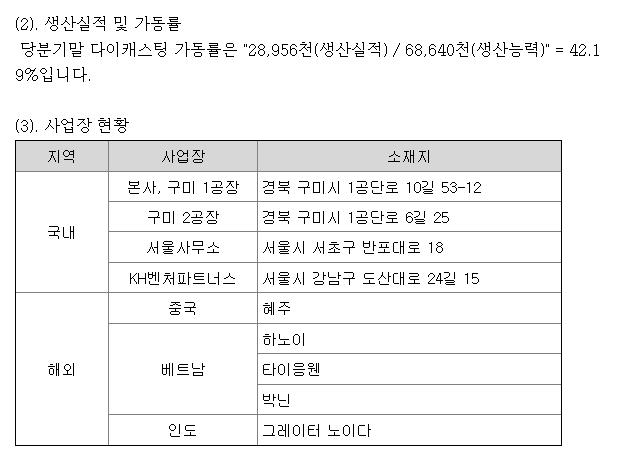 (2). 생산실적 및 가동률
당분기말 다이캐스팅 가동률은 "28,956천(생산실적) / 68,640천(생산능력)" = 42.1
9%입니다.
(3). 사업장 현황
지역 사업장 소재지
국내
본사, 구미 1공장 경북 구미시 1공단로 10길 53-12
구미 2공장 경북 구미시 1공단로 6길 25
서울사무소 서울시 서초구 반포대로 18
KH벤처파트너스 서울시 강남구 도산대로 24길 15
해외
중국 혜주
베트남
하노이
타이응웬
박닌
인도 그레이터 노이다